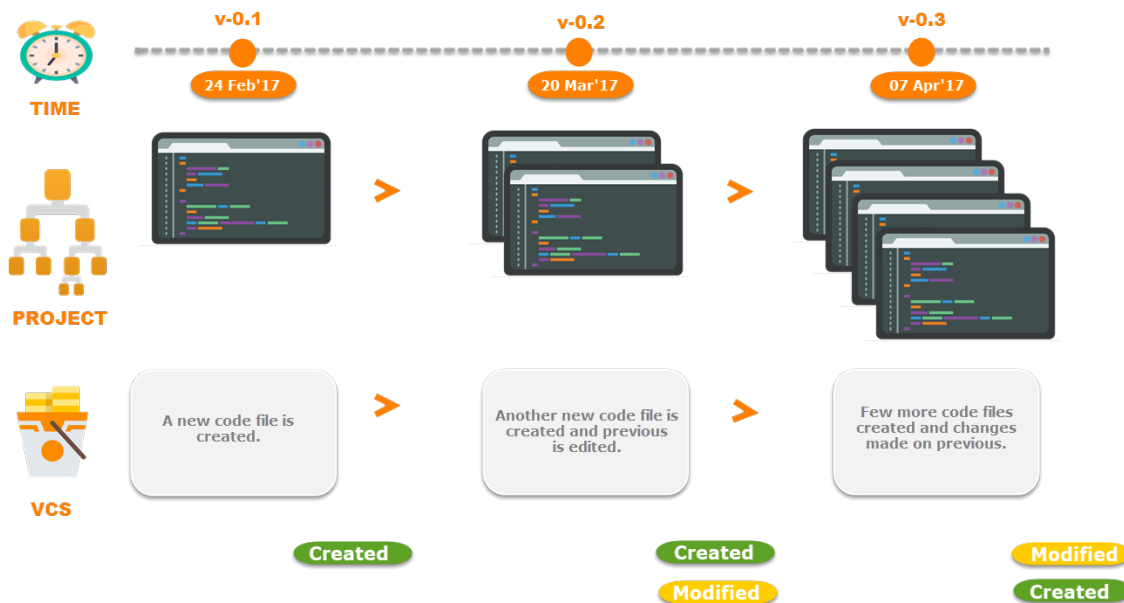 v-0.1
v-0.2
v-0.3
24 Feb'17
20 Mar'17
07 Apr'17
TIME
PROJECT
A new code file is
created.
Another new code file is
created and previous
is edited.
Few more code files
created and changes
made on previous.
VCS
Created
Created
Modified
Modified
Created